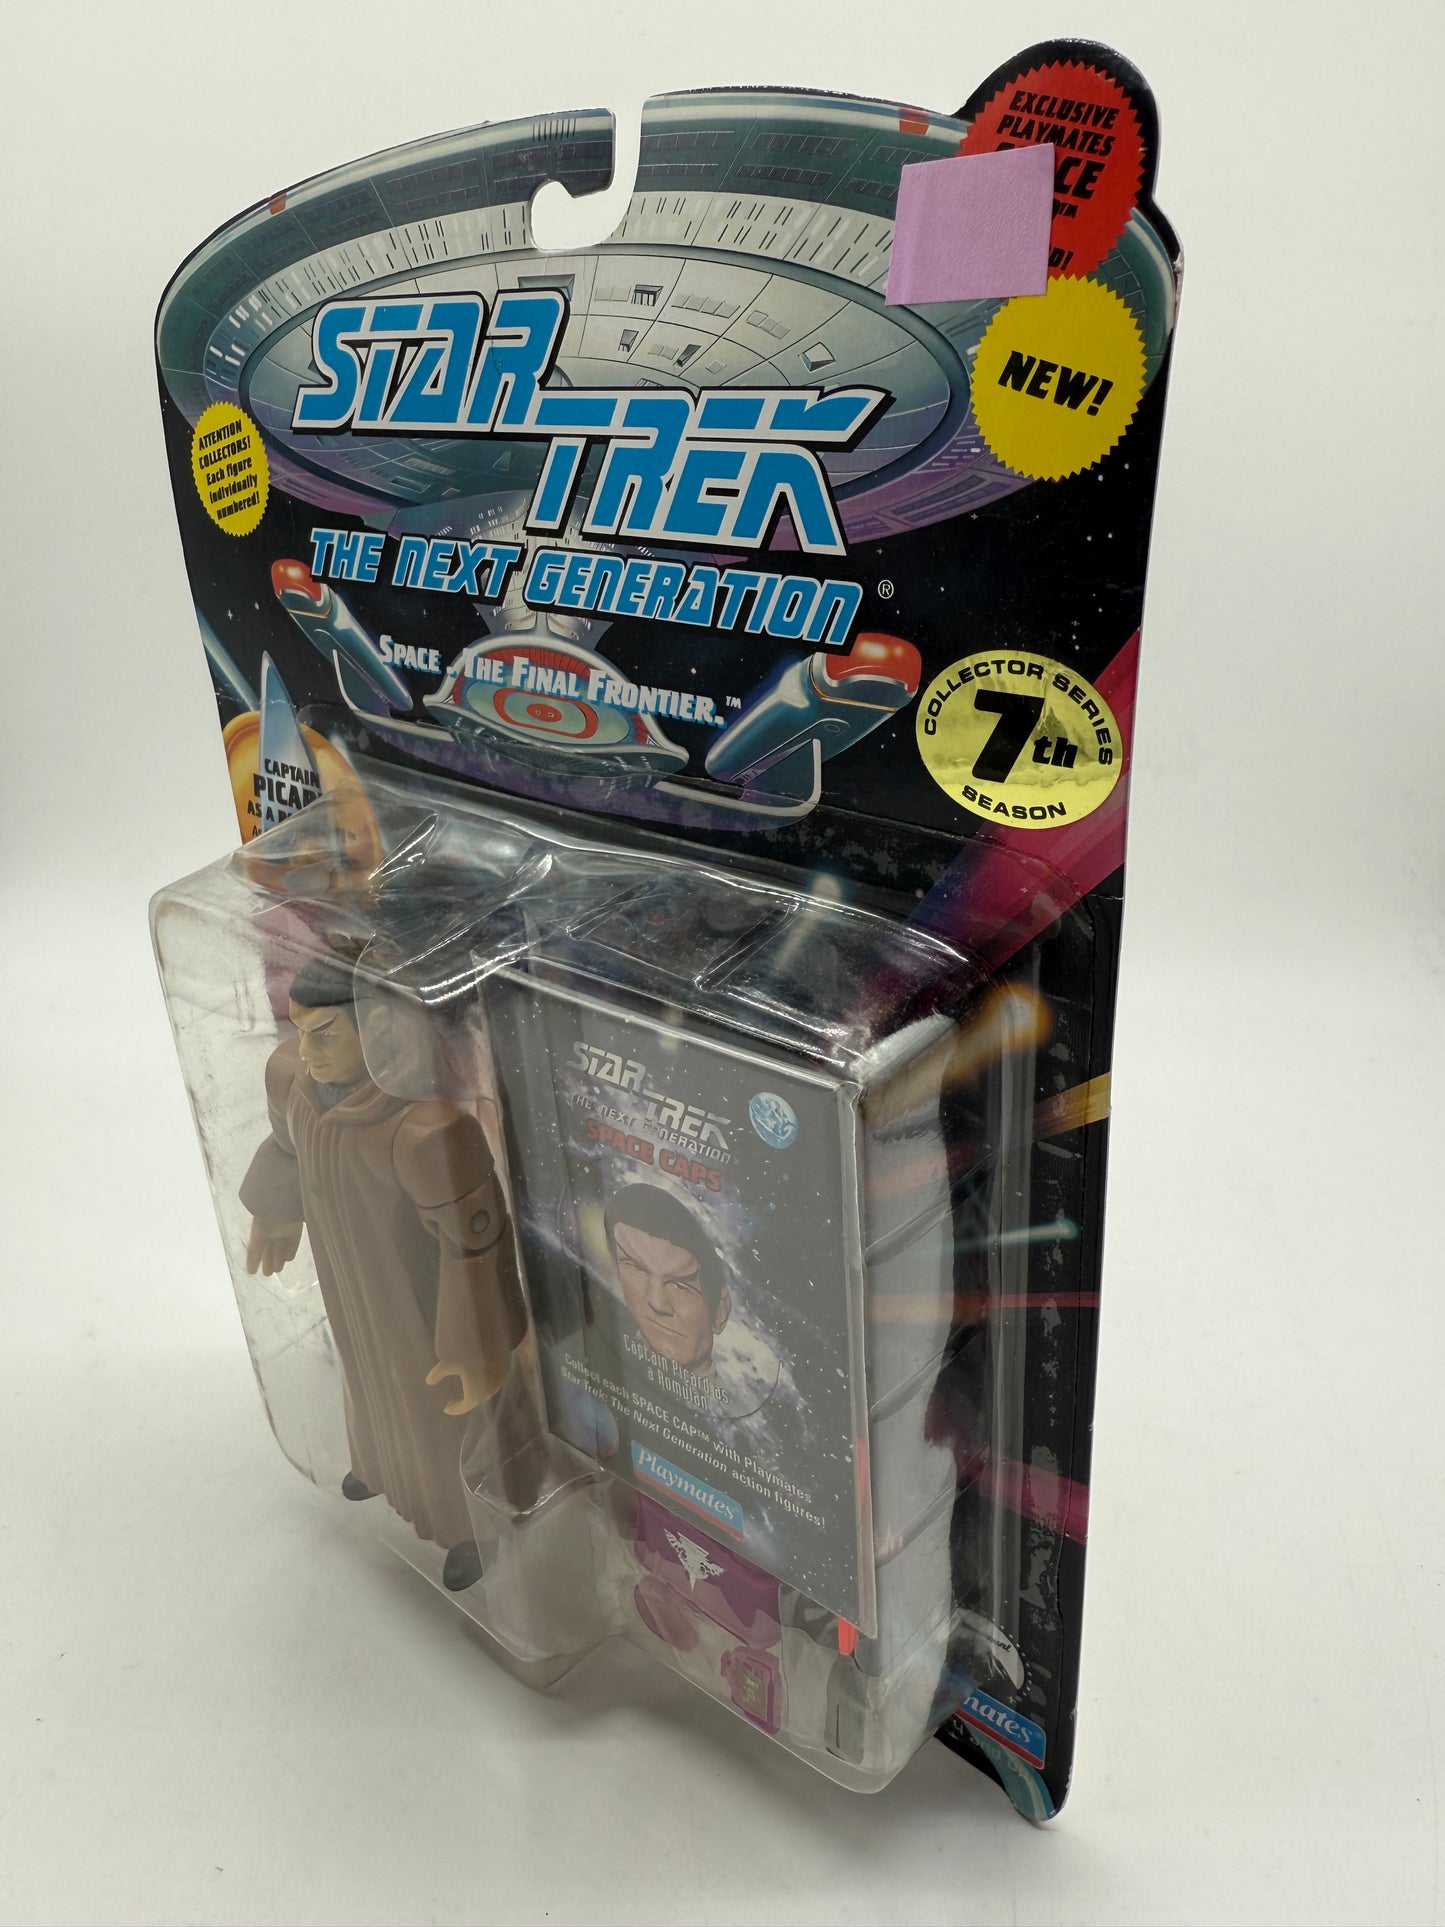 EXCLUSIVE
PLAYMATES
STAR TREK
THE NEXT GENERATION®
SPACE... THE FINAL FRONTIER.™
NEW!
ATTENTION
COLLECTORS!
Each figure
individually
numbered!
COLLECTOR SERIES
7th
SEASON
CAPTAIN
STAR TREK
THE NEXT GENERATION
SPACE CAPS
Captain Picard as
a Romulan
Collect each SPACE CAP™ with Playmates
Star Trek: The Next Generation action figures!
Playmates